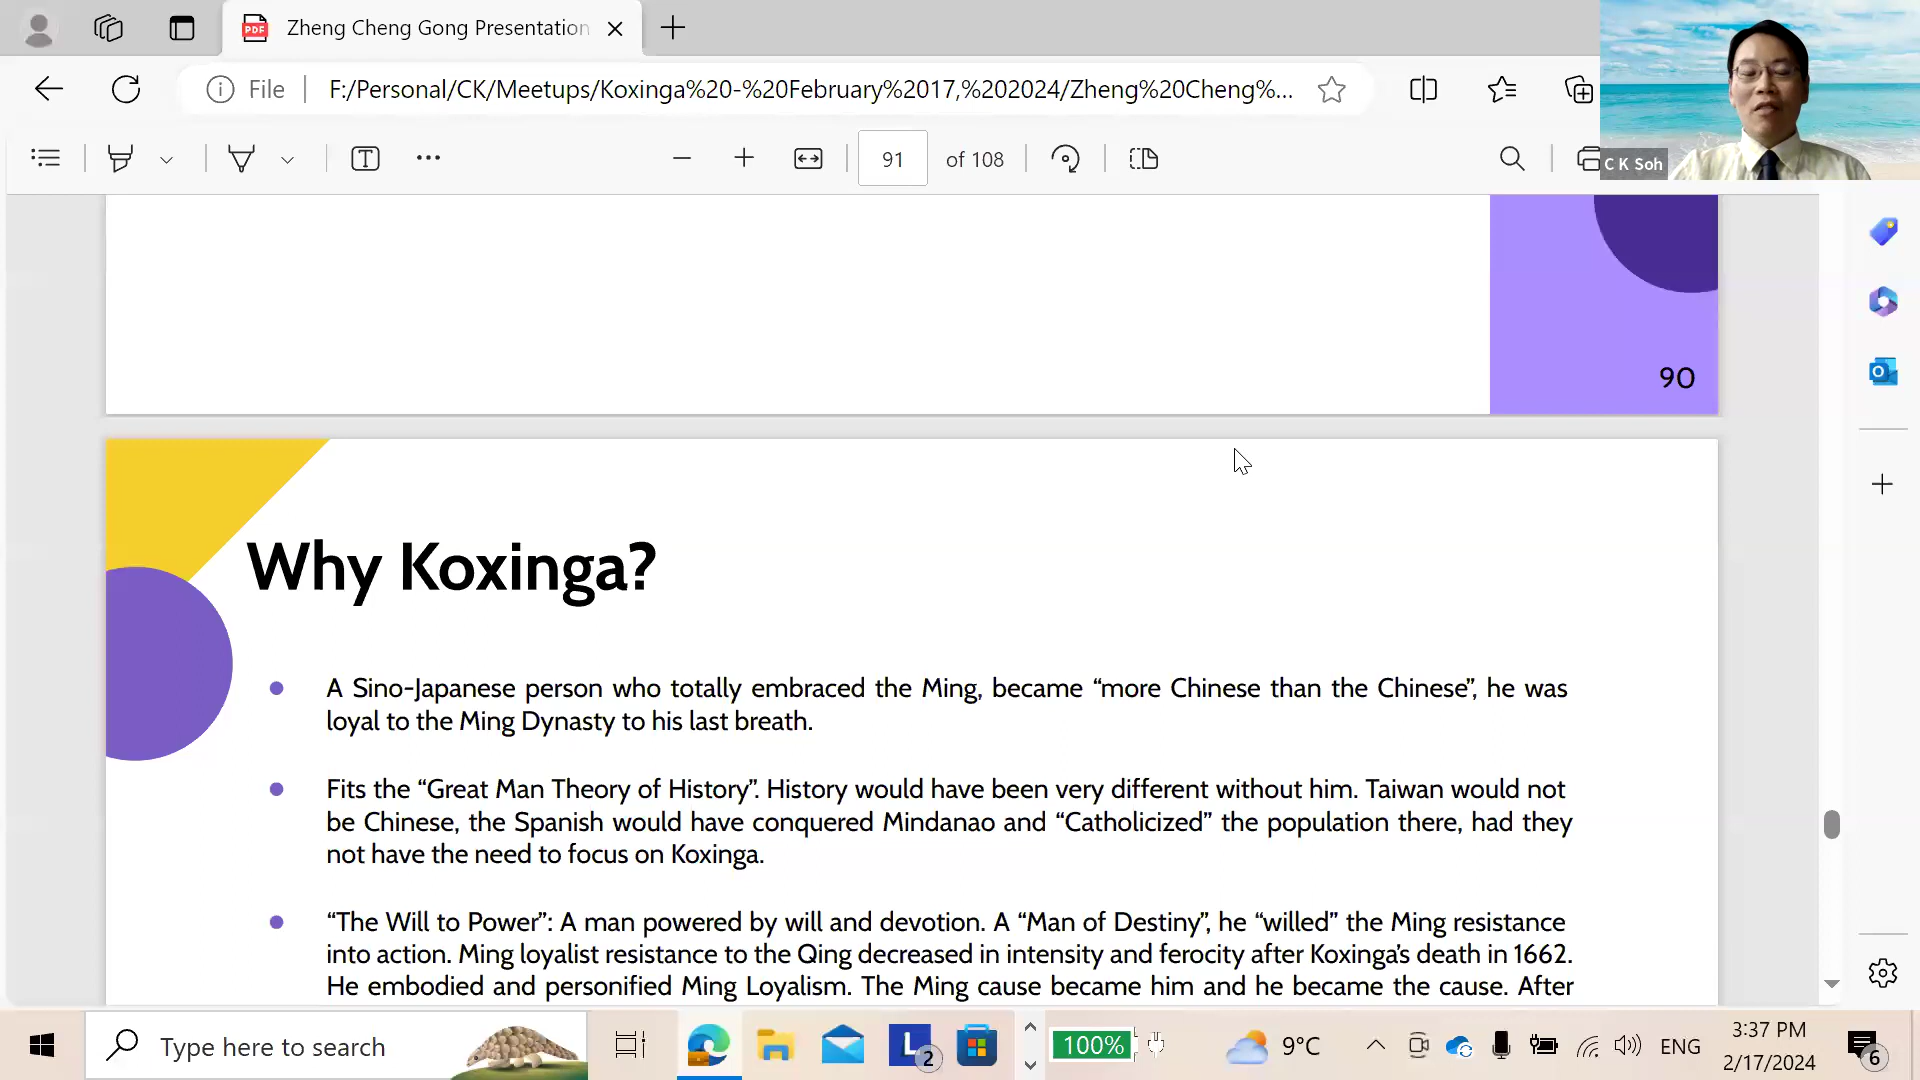 Zheng Cheng Gong Presentation
File
F:/Personal/CK/Meetups/Koxinga%20-%20February%2017,%202024/Zheng%20Cheng%...
91 of 108
C K Soh
90
Why Koxinga?
A Sino-Japanese person who totally embraced the Ming, became “more Chinese than the Chinese”, he was
loyal to the Ming Dynasty to his last breath.
Fits the “Great Man Theory of History”. History would have been very different without him. Taiwan would not
be Chinese, the Spanish would have conquered Mindanao and “Catholicized” the population there, had they
not have the need to focus on Koxinga.
“The Will to Power”: A man powered by will and devotion. A “Man of Destiny”, he “willed” the Ming resistance
into action. Ming loyalist resistance to the Qing decreased in intensity and ferocity after Koxinga’s death in 1662.
He embodied and personified Ming Loyalism. The Ming cause became him and he became the cause. After
Type here to search
L 2
100%
9°C
ENG
3:37 PM
2/17/2024
6